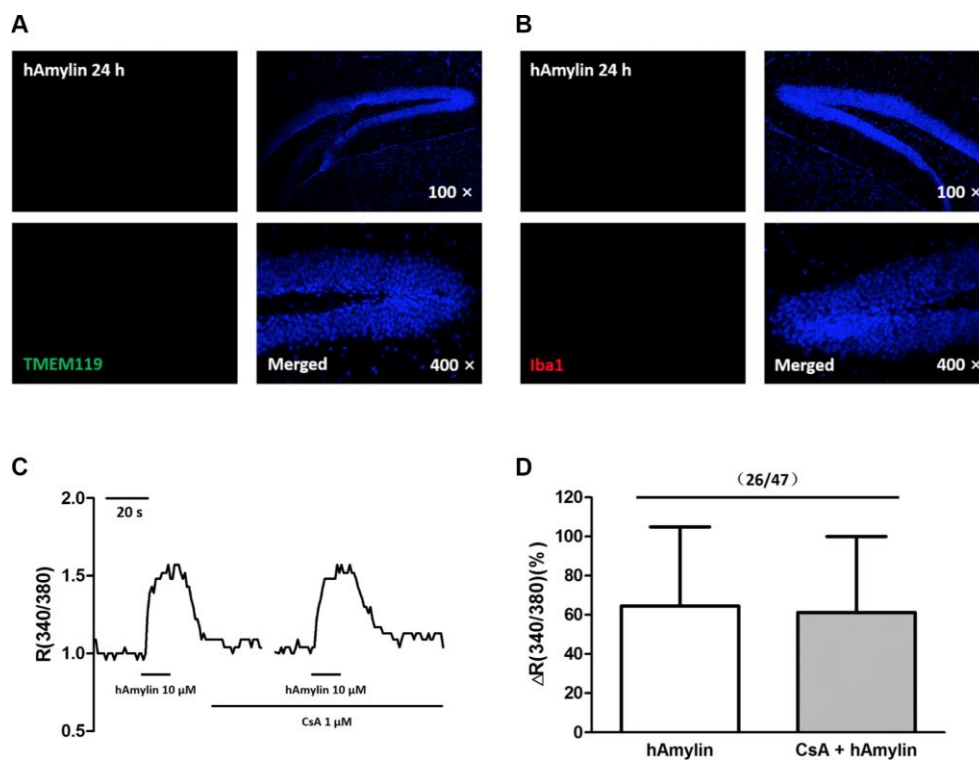 A
B
hAmylin 24 h
100 ×
TMEM119
Merged
400 ×
hAmylin 24 h
100 ×
Iba1
Merged
400 ×
C
D
R(340/380)
2.0
1.5
1.0
0.5
20 s
hAmylin 10 μM
hAmylin 10 μM
CsA 1 μM
(26/47)
ΔR(340/380)(%)
120
100
80
60
40
20
0
hAmylin
CsA + hAmylin